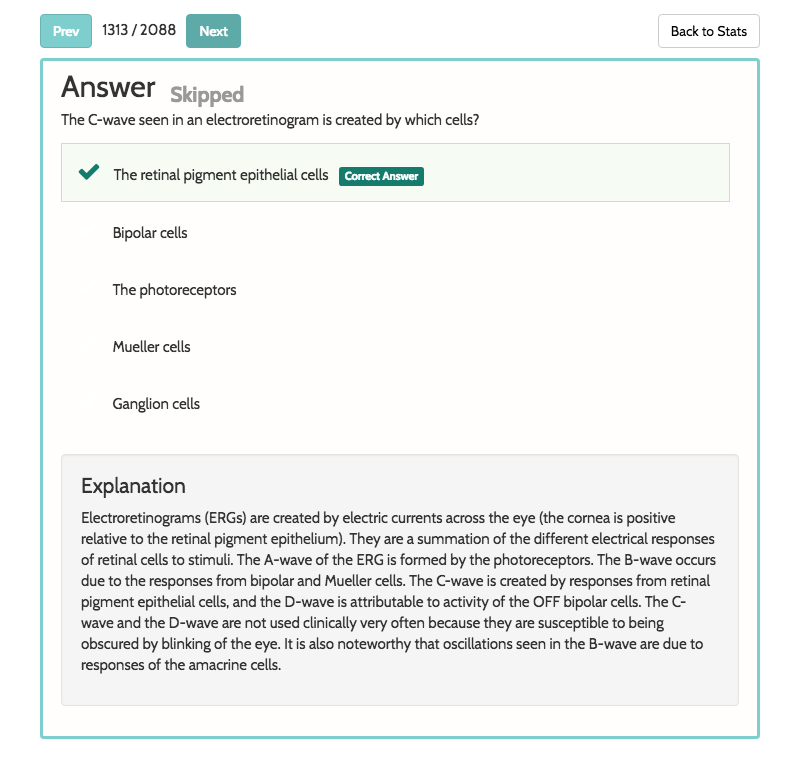 Prev 1313 / 2088 Next Back to Stats
Answer Skipped
The C-wave seen in an electroretinogram is created by which cells?
The retinal pigment epithelial cells Correct Answer
Bipolar cells
The photoreceptors
Mueller cells
Ganglion cells
Explanation
Electroretinograms (ERGs) are created by electric currents across the eye (the cornea is positive
relative to the retinal pigment epithelium). They are a summation of the different electrical responses
of retinal cells to stimuli. The A-wave of the ERG is formed by the photoreceptors. The B-wave occurs
due to the responses from bipolar and Mueller cells. The C-wave is created by responses from retinal
pigment epithelial cells, and the D-wave is attributable to activity of the OFF bipolar cells. The C-
wave and the D-wave are not used clinically very often because they are susceptible to being
obscured by blinking of the eye. It is also noteworthy that oscillations seen in the B-wave are due to
responses of the amacrine cells.